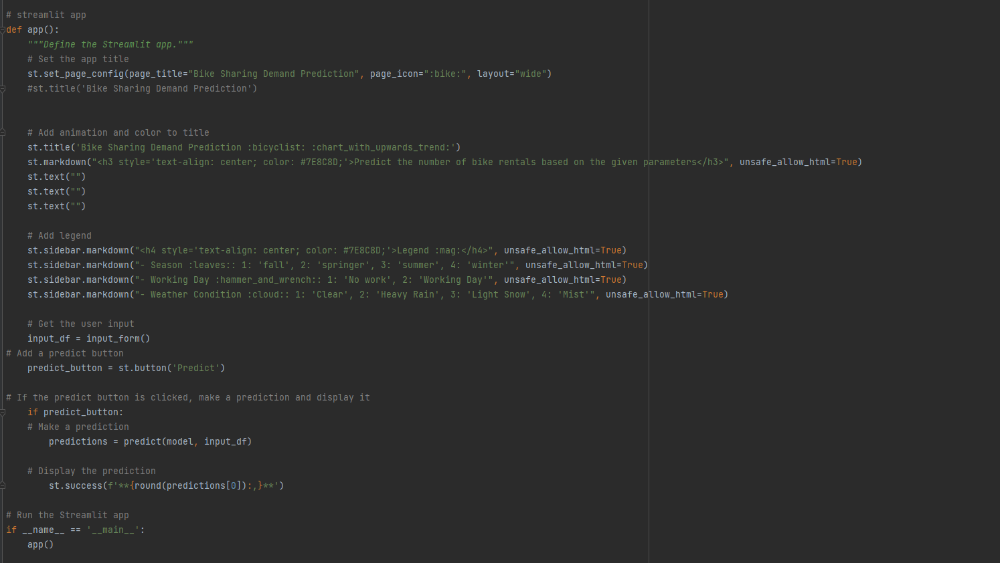 # streamlit app
def app():
    """Define the Streamlit app."""
    # Set the app title
    st.set_page_config(page_title="Bike Sharing Demand Prediction", page_icon=":bike:", layout="wide")
    #st.title('Bike Sharing Demand Prediction')
    # Add animation and color to title
    st.title('Bike Sharing Demand Prediction :bicyclist: :chart_with_upwards_trend:')
    st.markdown("<h3 style='text-align: center; color: #7E8C8D;'>Predict the number of bike rentals based on the given parameters</h3>", unsafe_allow_html=True)
    st.text("")
    st.text("")
    st.text("")
    # Add legend
    st.sidebar.markdown("<h4 style='text-align: center; color: #7E8C8D;'>Legend :mag:</h4>", unsafe_allow_html=True)
    st.sidebar.markdown("- Season :leaves:: 1: 'fall', 2: 'springer', 3: 'summer', 4: 'winter'", unsafe_allow_html=True)
    st.sidebar.markdown("- Working Day :hammer_and_wrench:: 1: 'No work', 2: 'Working Day'", unsafe_allow_html=True)
    st.sidebar.markdown("- Weather Condition :cloud:: 1: 'Clear', 2: 'Heavy Rain', 3: 'Light Snow', 4: 'Mist'", unsafe_allow_html=True)
    # Get the user input
    input_df = input_form()
# Add a predict button
    predict_button = st.button('Predict')
# If the predict button is clicked, make a prediction and display it
    if predict_button:
    # Make a prediction
        predictions = predict(model, input_df)
    # Display the prediction
        st.success(f'**{round(predictions[0]):,}**')
# Run the Streamlit app
if __name__ == '__main__':
    app()